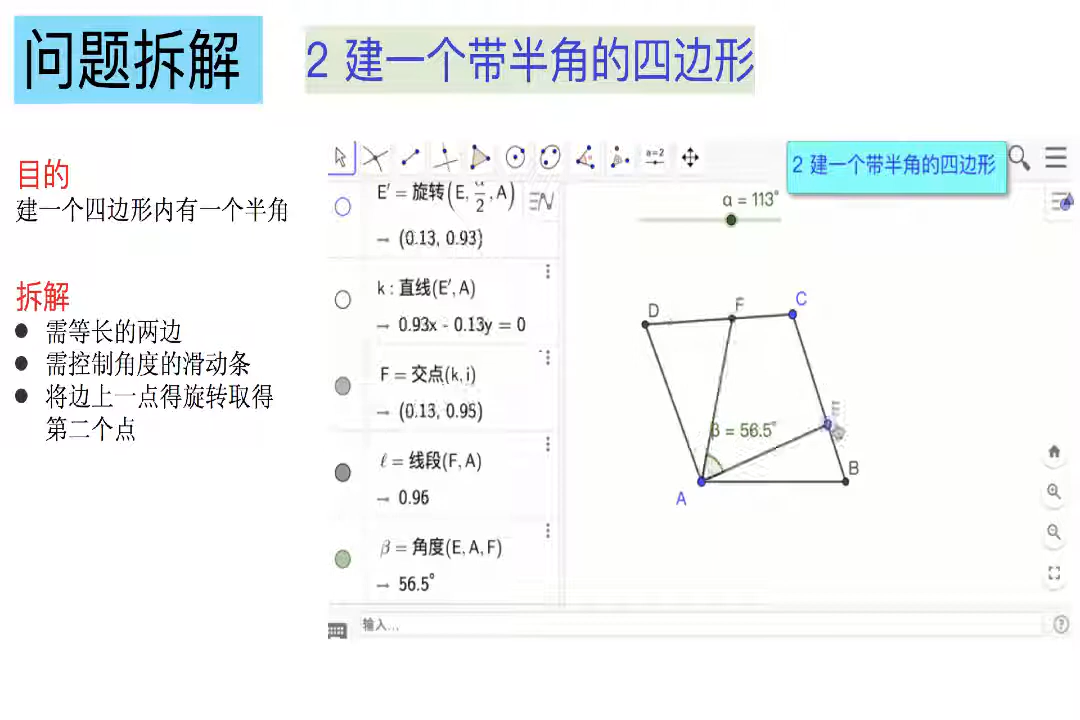 问题拆解
2 建一个带半角的四边形
目的
建一个四边形内有一个半角
拆解
● 需等长的两边
● 需控制角度的滑动条
● 将边上一点得旋转取得
第二个点
a=2
2 建一个带半角的四边形
E′ = 旋转(E, α/2, A)
→ (0.13, 0.93)
k : 直线(E′, A)
→ 0.93x - 0.13y = 0
F = 交点(k, i)
→ (0.13, 0.95)
ℓ = 线段(F, A)
→ 0.96
β = 角度(E, A, F)
→ 56.5°
α = 113°
D
F
C
E
β = 56.5°
B
A
输入...